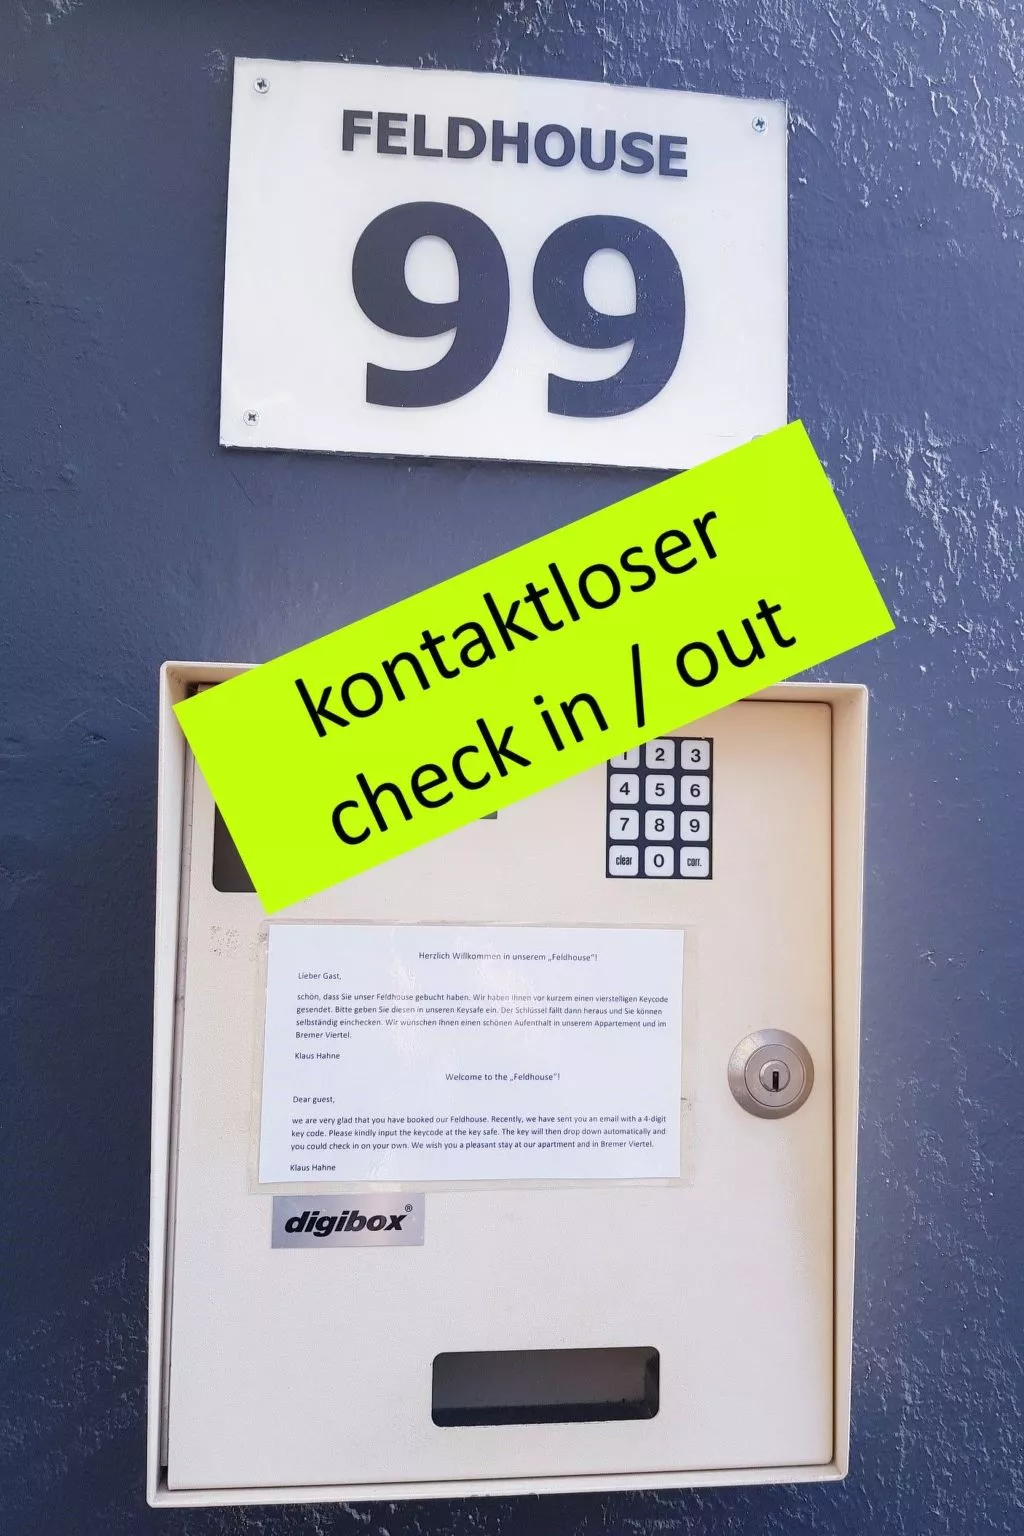 FELDHOUSE
99
kontaktloser
check in / out
1 2 3
4 5 6
7 8 9
clear 0 corr.
Herzlich Willkommen in unserem „Feldhouse"!
Lieber Gast,
schön, dass Sie unser Feldhouse gebucht haben. Wir haben Ihnen vor kurzem einen vierstelligen Keycode
gesendet. Bitte geben Sie diesen in unseren Keysafe ein. Der Schlüssel fällt dann heraus und Sie können
selbständig einchecken. Wir wünschen Ihnen einen schönen Aufenthalt in unserem Appartement und im
Bremer Viertel.
Klaus Hahne
Welcome to the „Feldhouse"!
Dear guest,
we are very glad that you have booked our Feldhouse. Recently, we have sent you an email with a 4-digit
key code. Please kindly input the keycode at the key safe. The key will then drop down automatically and
you could check in on your own. We wish you a pleasant stay at our apartment and in Bremer Viertel.
Klaus Hahne
digibox®